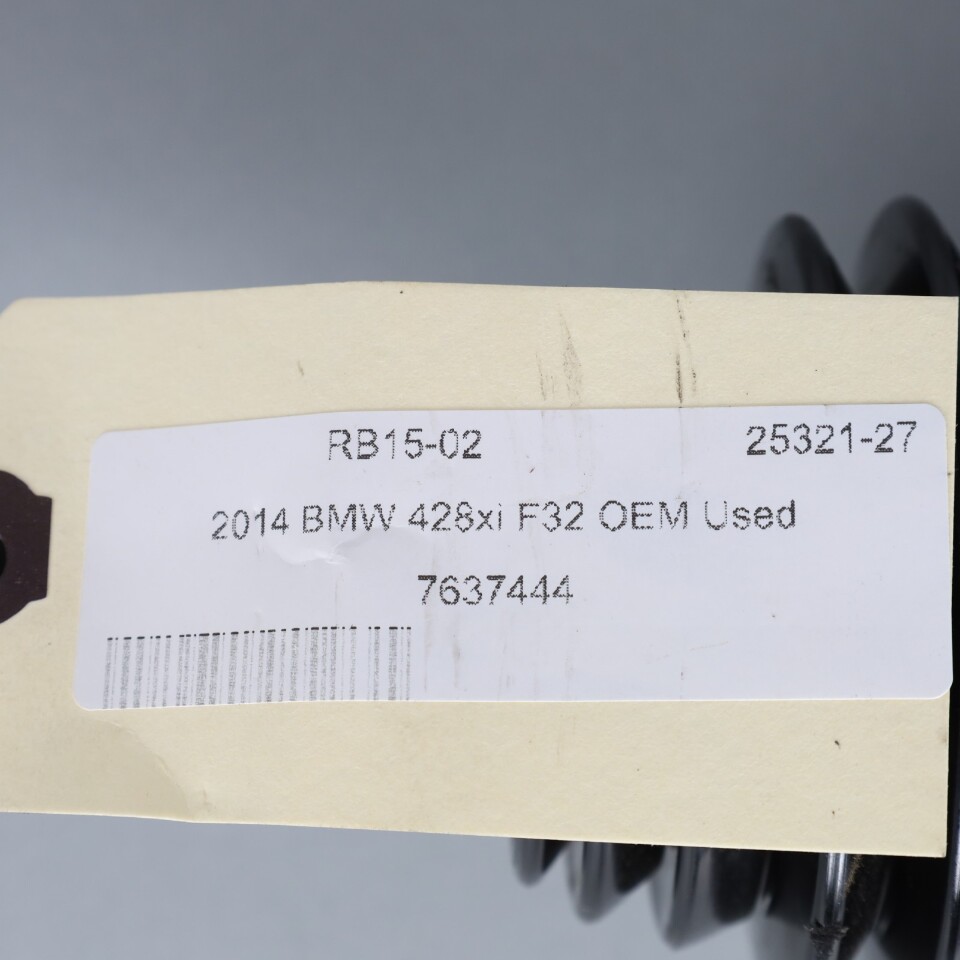 RB15-02 25321-27
2014 BMW 428xi F32 OEM Used
7637444